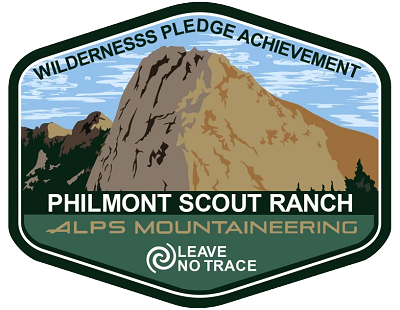 WILDERNESSS PLEDGE ACHIEVEMENT
PHILMONT SCOUT RANCH
ALPS MOUNTAINEERING
LEAVE
NO TRACE